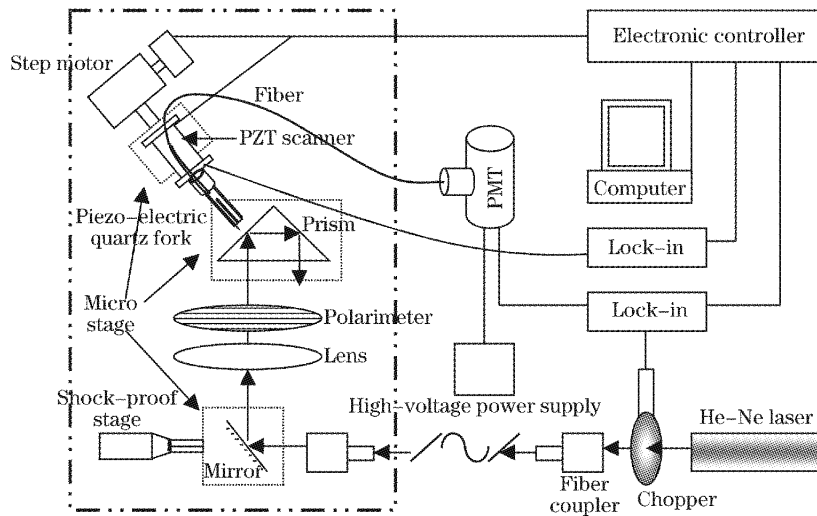 Electronic controller
Step motor
Fiber
PZT scanner
Computer
PMT
Piezo-electric
quartz fork
Prism
Lock-in
Micro
stage
Polarimeter
Lock-in
Lens
Shock-proof
stage
High-voltage power supply
He-Ne laser
Mirror
Fiber
coupler
Chopper